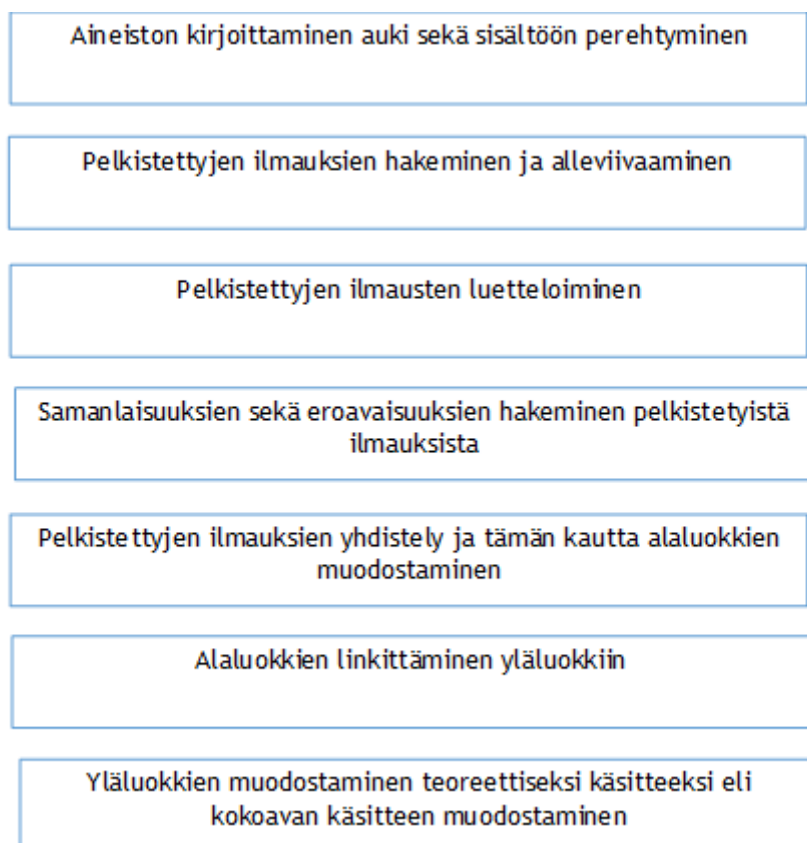 Aineiston kirjoittaminen auki sekä sisältöön perehtyminen
Pelkistettyjen ilmauksien hakeminen ja alleviivaaminen
Pelkistettyjen ilmausten luetteloiminen
Samanlaisuuksien sekä eroavaisuuksien hakeminen pelkistetyistä
ilmauksista
Pelkistettyjen ilmauksien yhdistely ja tämän kautta alaluokkien
muodostaminen
Alaluokkien linkittäminen yläluokkiin
Yläluokkien muodostaminen teoreettiseksi käsitteeksi eli
kokoavan käsitteen muodostaminen